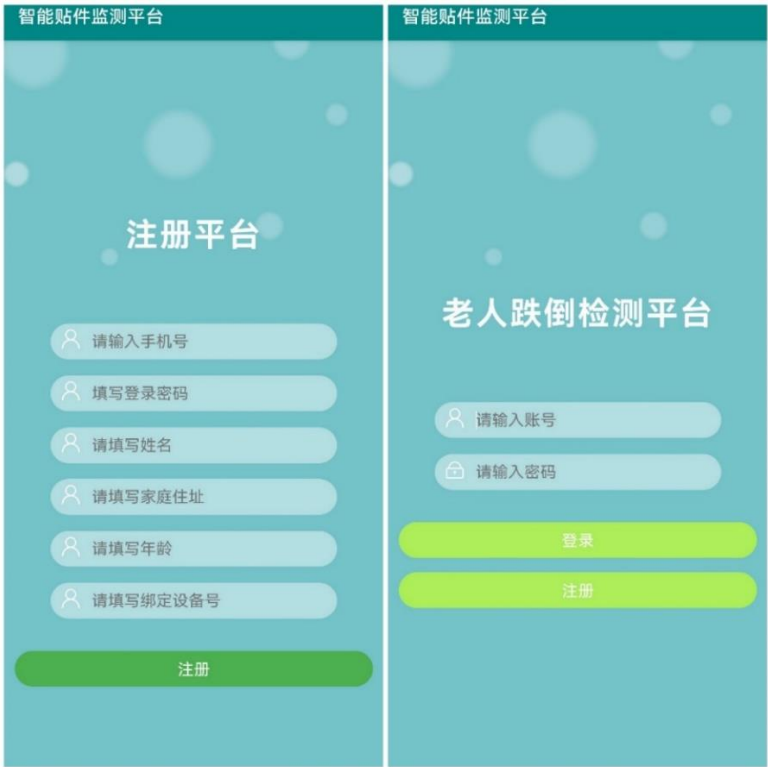 智能贴件监测平台
注册平台
请输入手机号
填写登录密码
请填写姓名
请填写家庭住址
请填写年龄
请填写绑定设备号
注册
智能贴件监测平台
老人跌倒检测平台
请输入账号
请输入密码
登录
注册